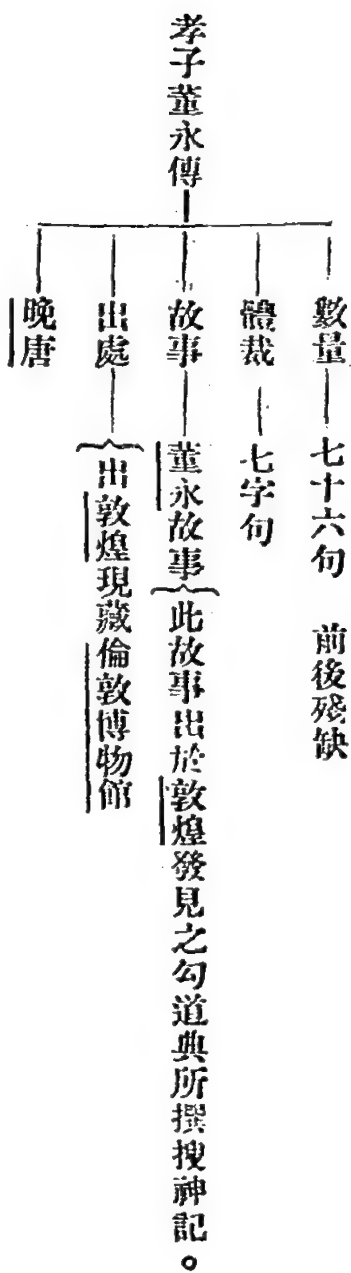 孝子董永傳
數量 七十六句 前後殘缺
體裁 七字句
故事 董永故事 此故事出於敦煌發見之勾道典所撰搜神記。
出處 出敦煌現藏倫敦博物館
晚唐